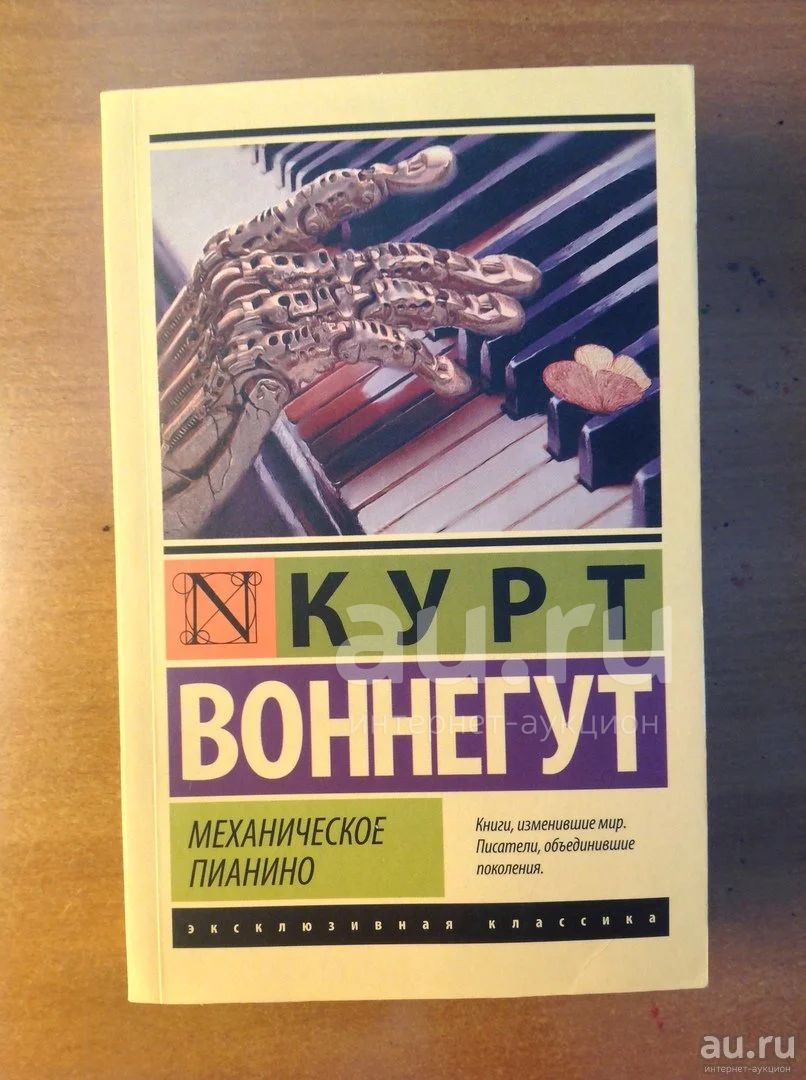 N
КУРТ
ВОННЕГУТ
МЕХАНИЧЕСКОЕ
ПИАНИНО
Книги, изменившие мир.
Писатели, объединившие
поколения.
эксклюзивная классика
au.ru
интернет-аукцион
au.ru
интернет-аукцион